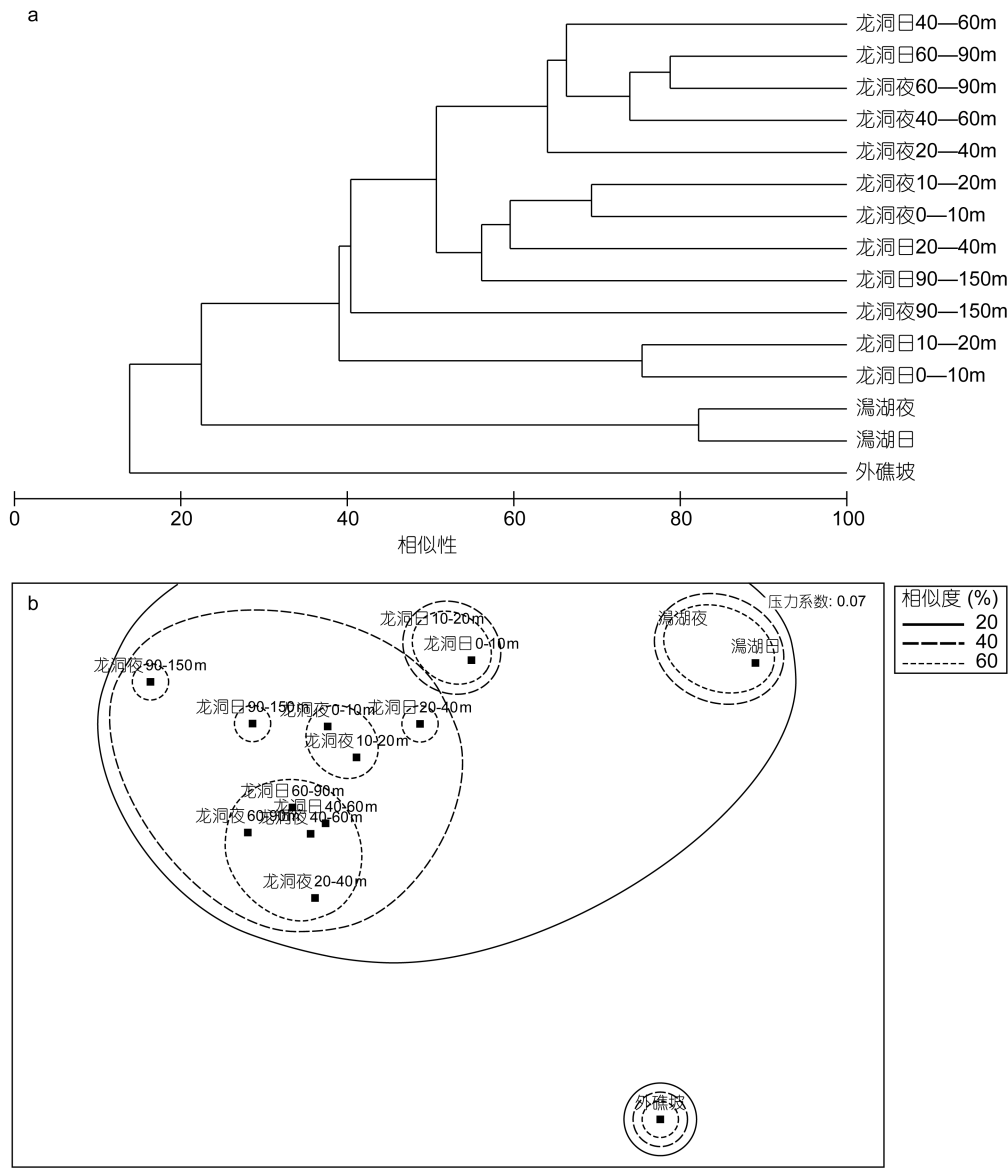 a
龙洞日40—60m
龙洞日60—90m
龙洞夜60—90m
龙洞夜40—60m
龙洞夜20—40m
龙洞夜10—20m
龙洞夜0—10m
龙洞日20—40m
龙洞日90—150m
龙洞夜90—150m
龙洞日10—20m
龙洞日0—10m
潟湖夜
潟湖日
外礁坡
0 20 40 60 80 100
相似性
b
压力系数: 0.07
相似度 (%)
20
40
60
龙洞日10-20m
潟湖夜
龙洞日0-10m
潟湖日
龙洞夜90-150m
龙洞日90-150m
龙洞夜0-10m
龙洞日20-40m
龙洞夜10-20m
龙洞日60-90m
龙洞日40-60m
龙洞夜60-90m
龙洞夜40-60m
龙洞夜20-40m
外礁坡